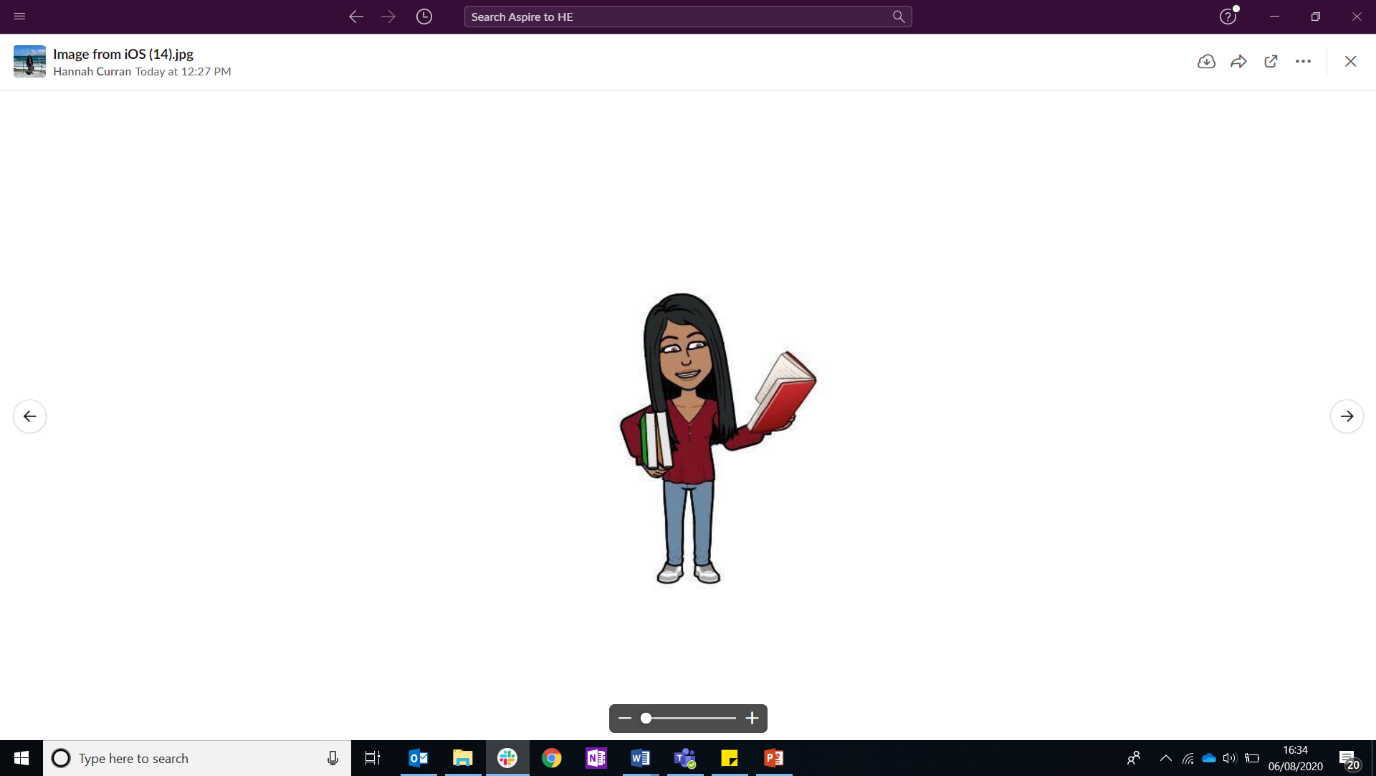 Search Aspire to HE
Image from iOS (14).jpg
Hannah Curran Today at 12:27 PM
Type here to search
16:34
06/08/2020
20